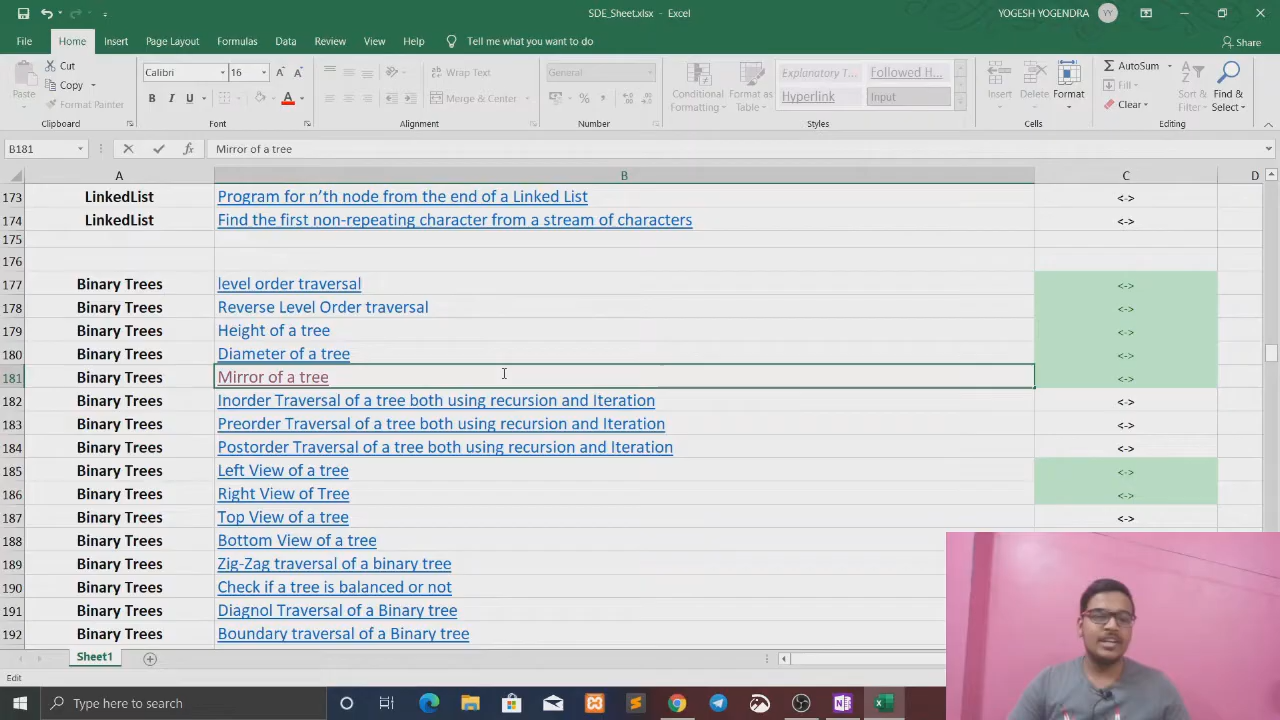 SDE_Sheet.xlsx - Excel
YOGESH YOGENDRA YY
File Home Insert Page Layout Formulas Data Review View Help Tell me what you want to do Share
Paste Cut Copy Format Painter
Clipboard
Calibri 16 A A
B I U A
Font
Wrap Text
Merge & Center
Alignment
General
%
Number
Conditional Formatting
Format as Table
Explanatory T... Followed H...
Hyperlink Input
Styles
Insert Delete Format
Cells
AutoSum
Fill
Clear
Sort & Filter
Find & Select
Editing
B181 fx Mirror of a tree
A B C D
173 LinkedList Program for n’th node from the end of a Linked List <->
174 LinkedList Find the first non-repeating character from a stream of characters <->
175
176
177 Binary Trees level order traversal <->
178 Binary Trees Reverse Level Order traversal <->
179 Binary Trees Height of a tree <->
180 Binary Trees Diameter of a tree <->
181 Binary Trees Mirror of a tree <->
182 Binary Trees Inorder Traversal of a tree both using recursion and Iteration <->
183 Binary Trees Preorder Traversal of a tree both using recursion and Iteration <->
184 Binary Trees Postorder Traversal of a tree both using recursion and Iteration <->
185 Binary Trees Left View of a tree <->
186 Binary Trees Right View of Tree <->
187 Binary Trees Top View of a tree <->
188 Binary Trees Bottom View of a tree
189 Binary Trees Zig-Zag traversal of a binary tree
190 Binary Trees Check if a tree is balanced or not
191 Binary Trees Diagnol Traversal of a Binary tree
192 Binary Trees Boundary traversal of a Binary tree
Sheet1
Edit
Type here to search